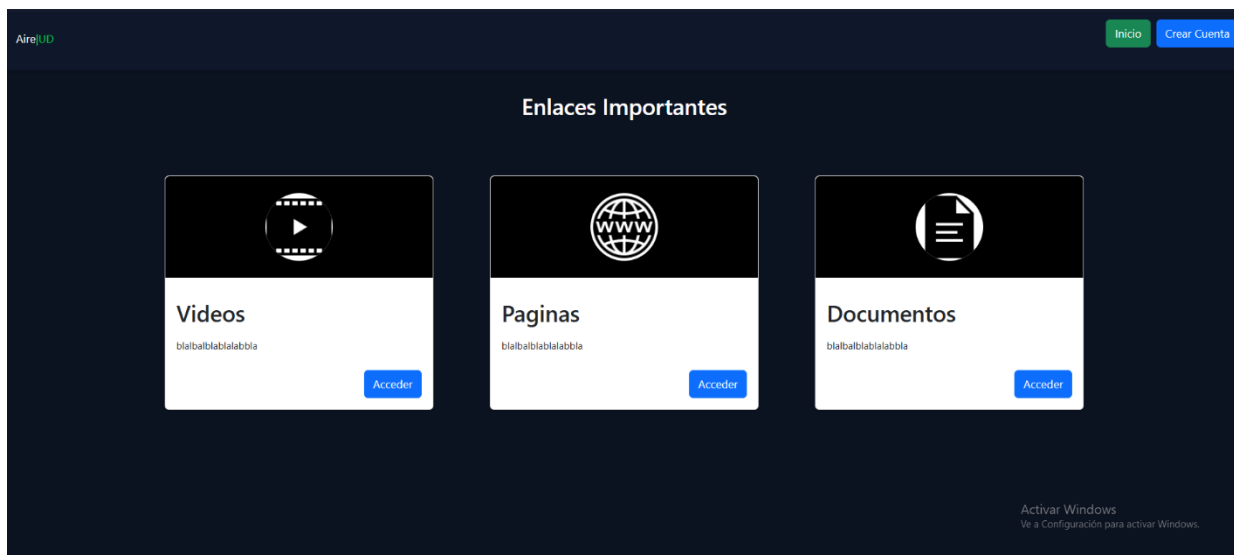 Aire|UD
Inicio
Crear Cuenta
Enlaces Importantes
WWW
Videos
Paginas
Documentos
blalbalblablalabbla
blalbalblablalabbla
blalbalblablalabbla
Acceder
Acceder
Acceder
Activar Windows
Ve a Configuración para activar Windows.